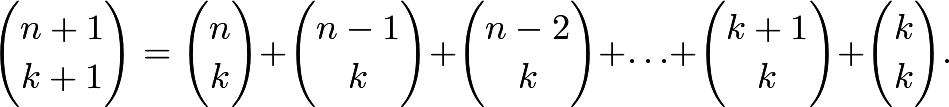 \binom{n+1}{k+1} = \binom{n}{k} + \binom{n-1}{k} + \binom{n-2}{k} + \ldots + \binom{k+1}{k} + \binom{k}{k}.